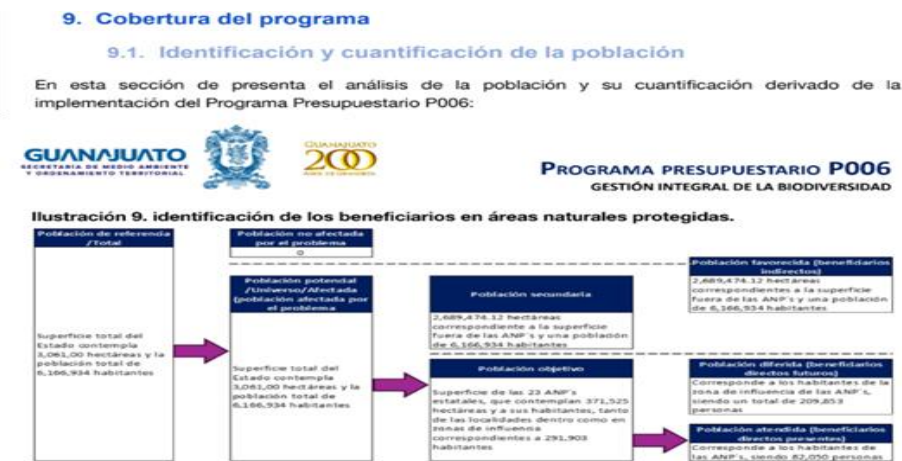 9. Cobertura del programa
9.1. Identificación y cuantificación de la población
En esta sección de presenta el análisis de la población y su cuantificación derivado de la
implementación del Programa Presupuestario P006:
GUANAJUATO
SECRETARÍA DE MEDIO AMBIENTE
Y ORDENAMIENTO TERRITORIAL
GUANAJUATO
200
PROGRAMA PRESUPUESTARIO P006
GESTIÓN INTEGRAL DE LA BIODIVERSIDAD
Ilustración 9. identificación de los beneficiarios en áreas naturales protegidas.
Población de referencia
/Total
Superficie total del
Estado contempla
3,061,00 hectáreas y la
población total de
6,166,934 habitantes
Población no afectada
por el problema
0
Población potencial
/Universo/Afectada
(población afectada por
el problema)
Superficie total del
Estado contempla
3,061,00 hectáreas y la
población total de
6,166,934 habitantes
Población secundaria
2,689,474.12 hectáreas
correspondiente a la superficie
fuera de las ANP's y una población
de 6,166,934 habitantes
Población objetivo
Superficie de las 23 ANP's
estatales, que contemplan 371,525
hectáreas y a sus habitantes, tanto
de las localidades dentro como en
zonas de influencia
correspondientes a 291,903
habitantes
Población favorecida (beneficiarios
indirectos)
2,689,474.12 hectáreas
correspondientes a la superficie
fuera de las ANP's y una población
de 6,166,934 habitantes
Población diferida (beneficiarios
directos futuros)
Corresponde a los habitantes de la
zona de influencia de las ANP's,
siendo un total de 209,853
personas
Población atendida (beneficiarios
directos presentes)
Corresponde a los habitantes de
las ANP's, siendo 82,050 personas